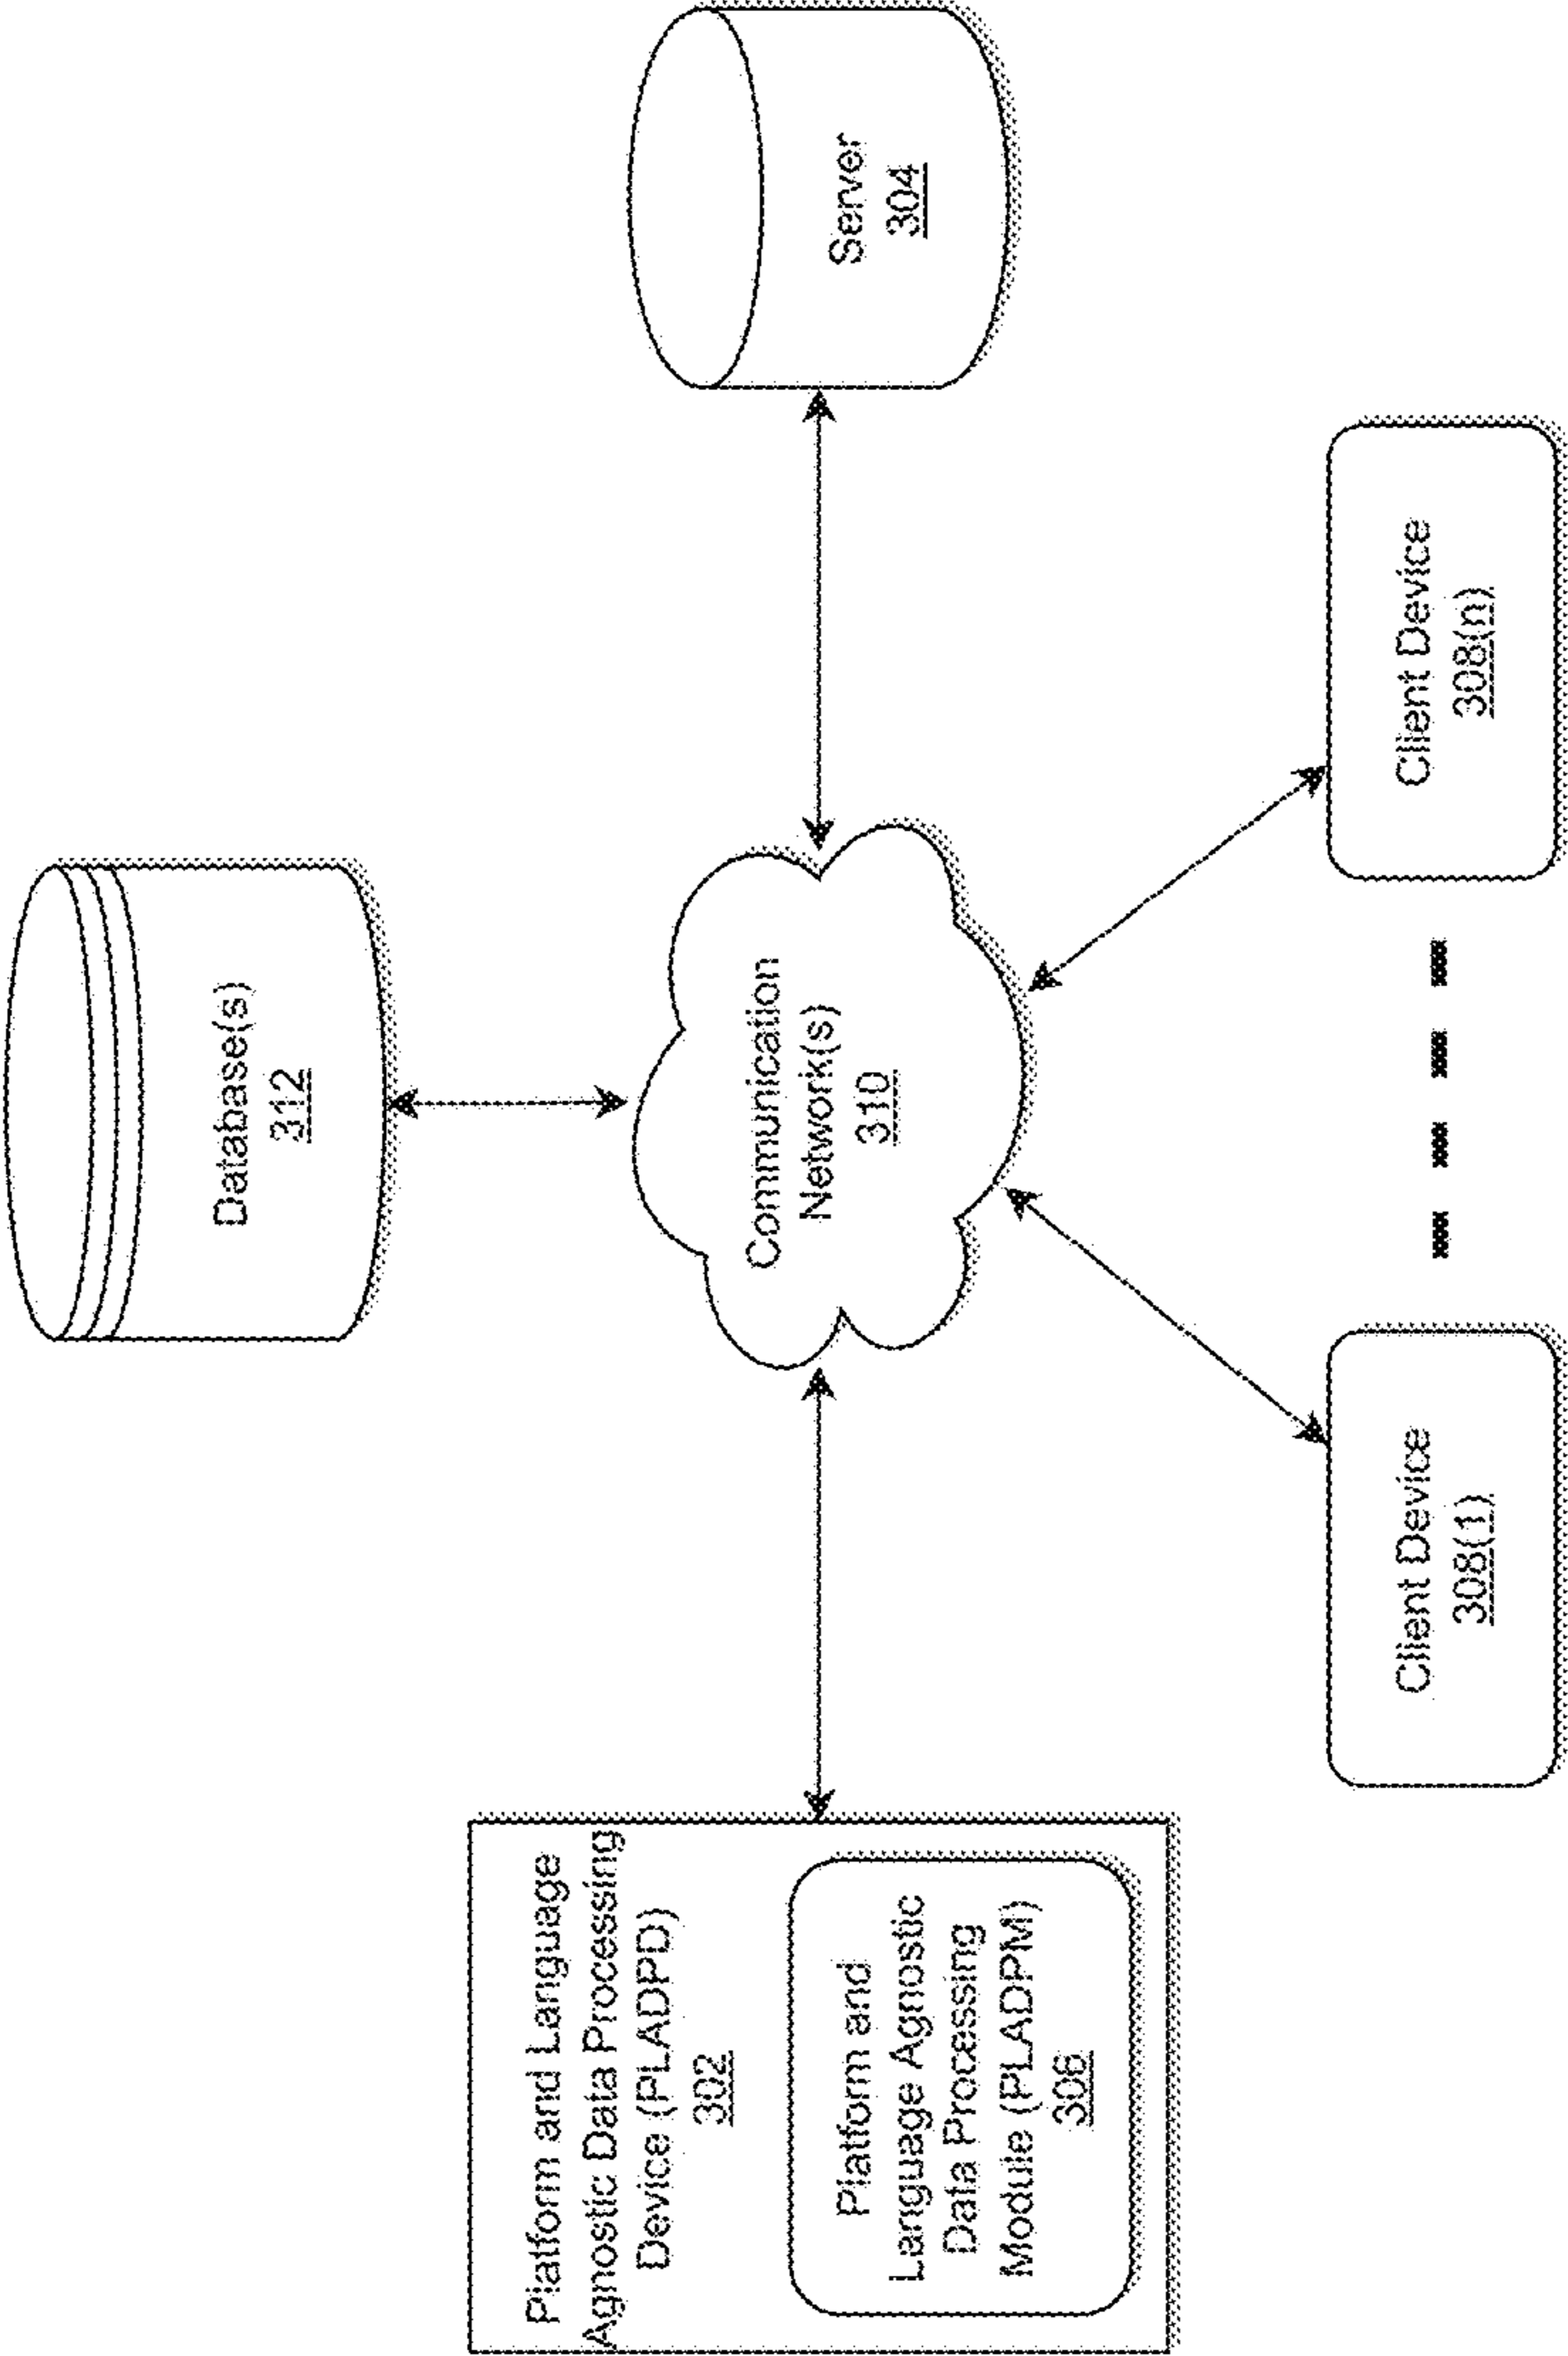 Database(s)
312
Platform and Language
Agnostic Data Processing
Device (PLADPD)
302
Platform and
Language Agnostic
Data Processing
Module (PLADPM)
306
Communication
Network(s)
310
Server
304
Client Device
308(1)
Client Device
308(n)